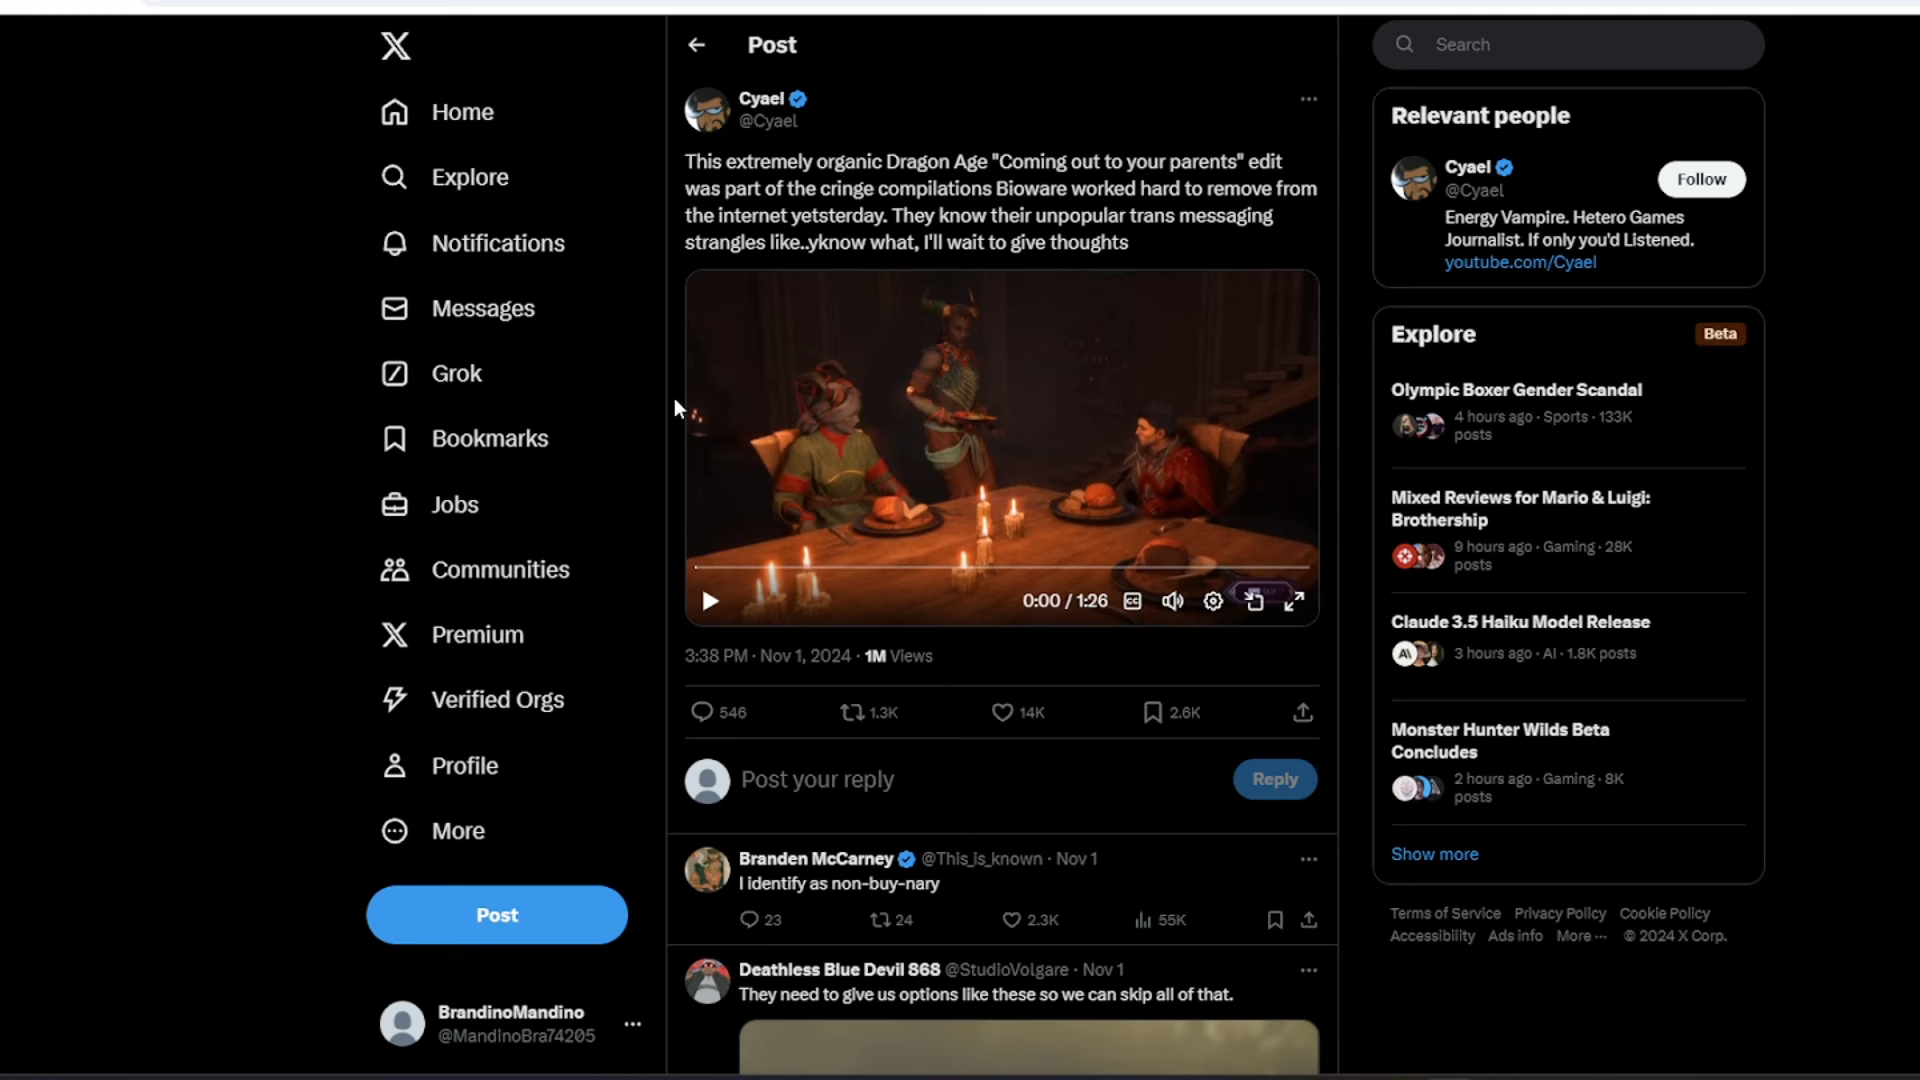 Home
Explore
Notifications
Messages
Grok
Bookmarks
Jobs
Communities
Premium
Verified Orgs
Profile
More
Post
BrandinoMandino
@MandinoBra74205
Post
Cyael
@Cyael
This extremely organic Dragon Age "Coming out to your parents" edit
was part of the cringe compilations Bioware worked hard to remove from
the internet yetsterday. They know their unpopular trans messaging
strangles like..yknow what, I'll wait to give thoughts
0:00 / 1:26
3:38 PM · Nov 1, 2024 · 1M Views
546 1.3K 14K 2.6K
Post your reply
Reply
Branden McCarney @This_is_known · Nov 1
I identify as non-buy-nary
23 24 2.3K 55K
Deathless Blue Devil 868 @StudioVolgare · Nov 1
They need to give us options like these so we can skip all of that.
Search
Relevant people
Cyael
@Cyael
Follow
Energy Vampire. Hetero Games
Journalist. If only you'd Listened.
youtube.com/Cyael
Explore
Beta
Olympic Boxer Gender Scandal
4 hours ago · Sports · 133K
posts
Mixed Reviews for Mario & Luigi:
Brothership
9 hours ago · Gaming · 28K
posts
Claude 3.5 Haiku Model Release
3 hours ago · AI · 1.8K posts
Monster Hunter Wilds Beta
Concludes
2 hours ago · Gaming · 8K
posts
Show more
Terms of Service Privacy Policy Cookie Policy
Accessibility Ads info More ··· © 2024 X Corp.